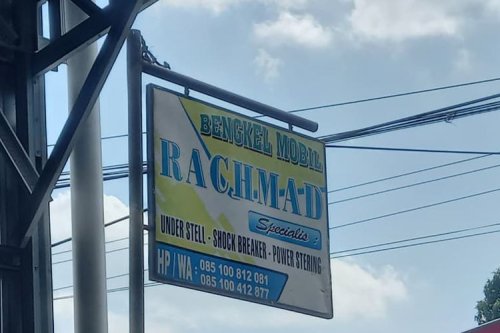 BENGKEL MOBIL
RACHMAD
Specialis :
UNDER STELL - SHOCK BREAKER - POWER STERING
HP / WA : 085 100 812 081
085 100 412 877